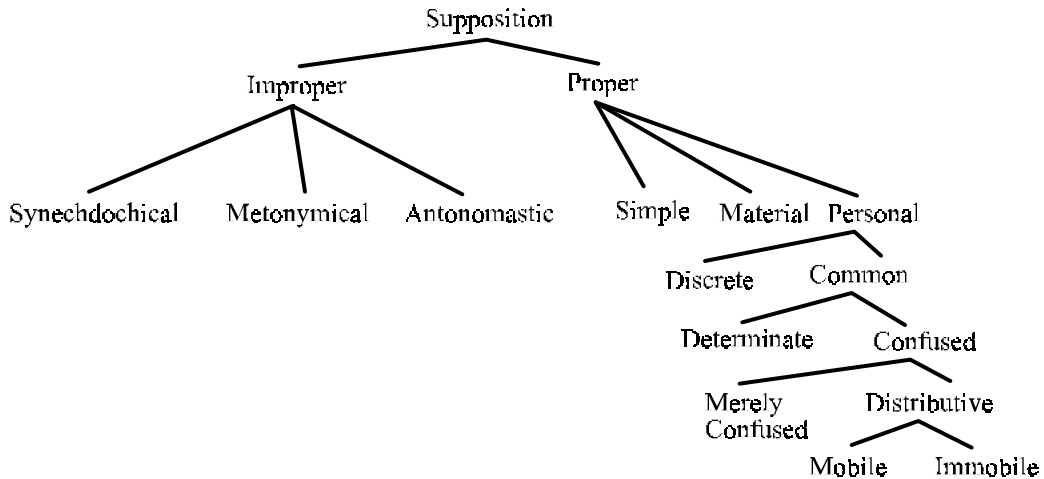 Supposition
Improper
Proper
Synechdochical
Metonymical
Antonomastic
Simple
Material
Personal
Discrete
Common
Determinate
Confused
Merely
Confused
Distributive
Mobile
Immobile